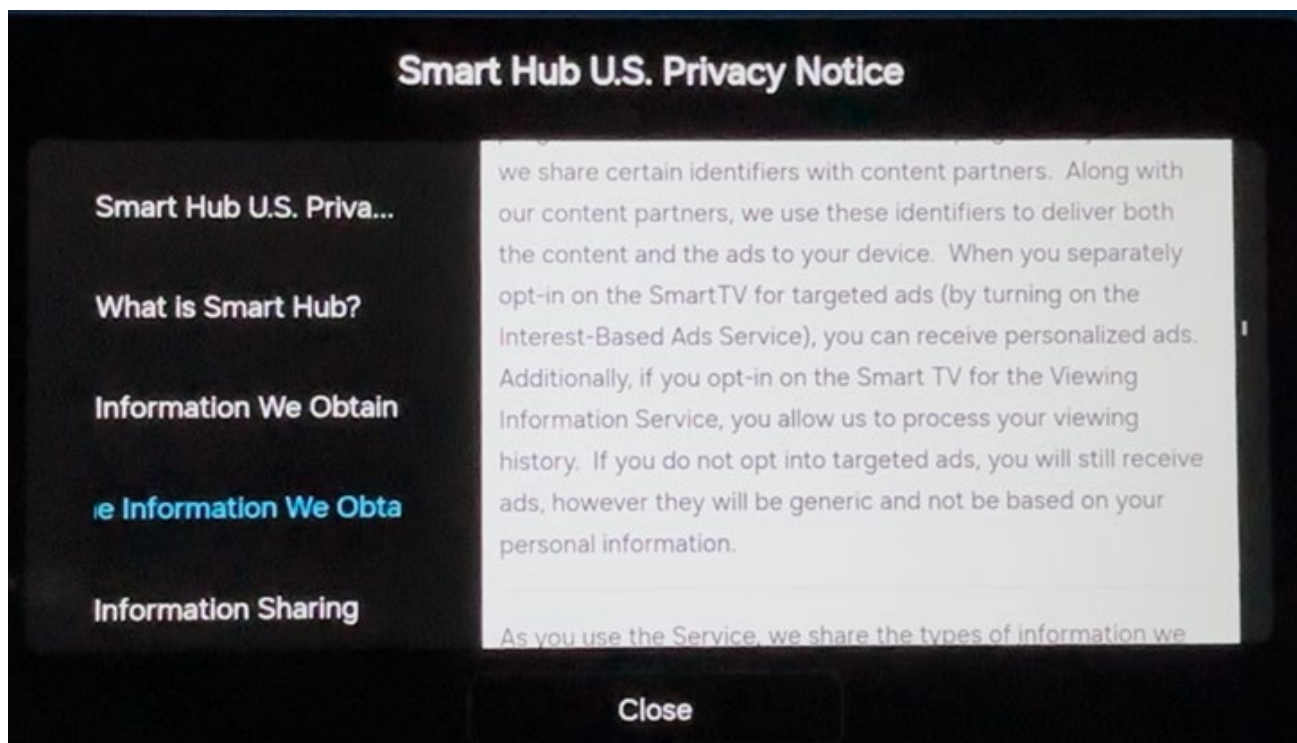 Smart Hub U.S. Privacy Notice
Smart Hub U.S. Priva...
What is Smart Hub?
Information We Obtain
e Information We Obta
Information Sharing
we share certain identifiers with content partners. Along with
our content partners, we use these identifiers to deliver both
the content and the ads to your device. When you separately
opt-in on the SmartTV for targeted ads (by turning on the
Interest-Based Ads Service), you can receive personalized ads.
Additionally, if you opt-in on the Smart TV for the Viewing
Information Service, you allow us to process your viewing
history. If you do not opt into targeted ads, you will still receive
ads, however they will be generic and not be based on your
personal information.
As you use the Service, we share the types of information we
Close